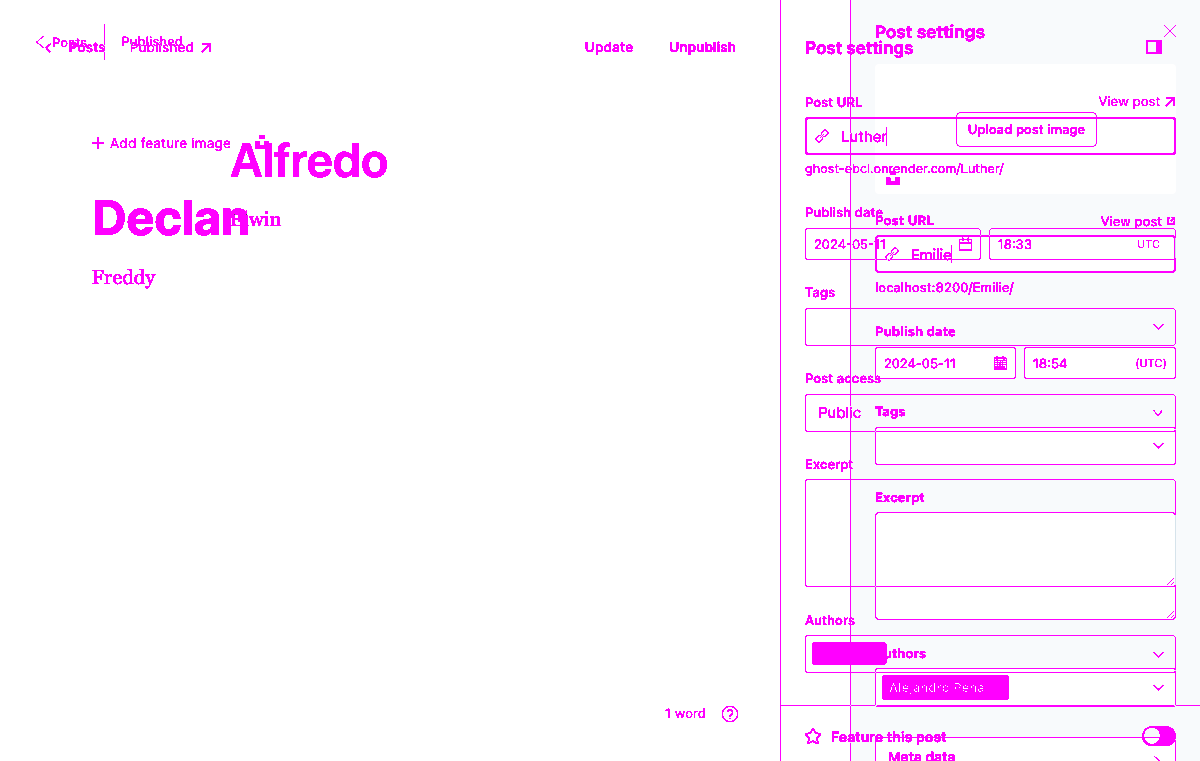 Posts Published
Posts Published
Update Unpublish
Post settings
Post settings
Post URL
View post
Add feature image
Alfredo
Upload post image
Luther
ghost-ebcl.onrender.com/Luther/
Declan
Publish date
Post URL
View post
2024-05-11
18:33
UTC
Emilie
Freddy
localhost:8200/Emilie/
Tags
Publish date
2024-05-11
18:54
(UTC)
Post access
Public
Tags
Excerpt
Excerpt
Authors
Alejandro Pena
1 word
Feature this post
Meta data